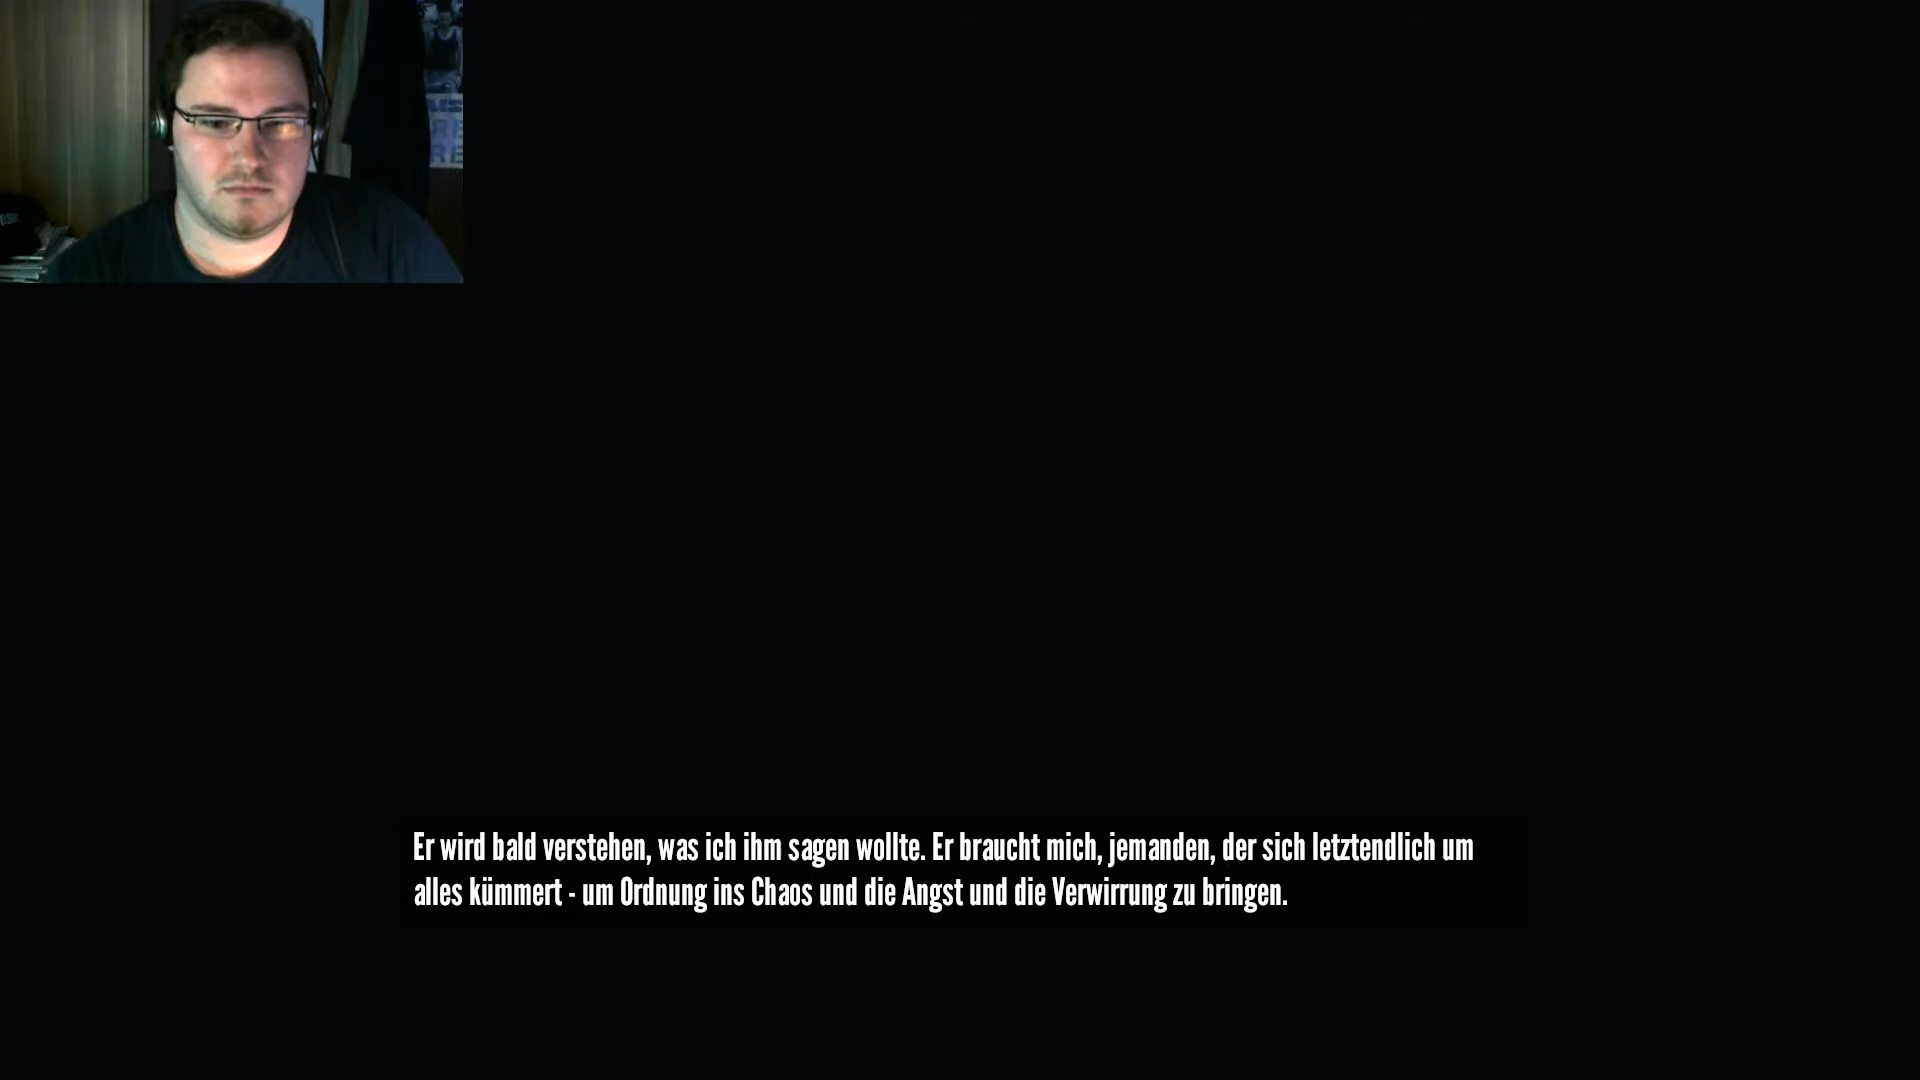 Er wird bald verstehen, was ich ihm sagen wollte. Er braucht mich, jemanden, der sich letztendlich um
alles kümmert - um Ordnung ins Chaos und die Angst und die Verwirrung zu bringen.